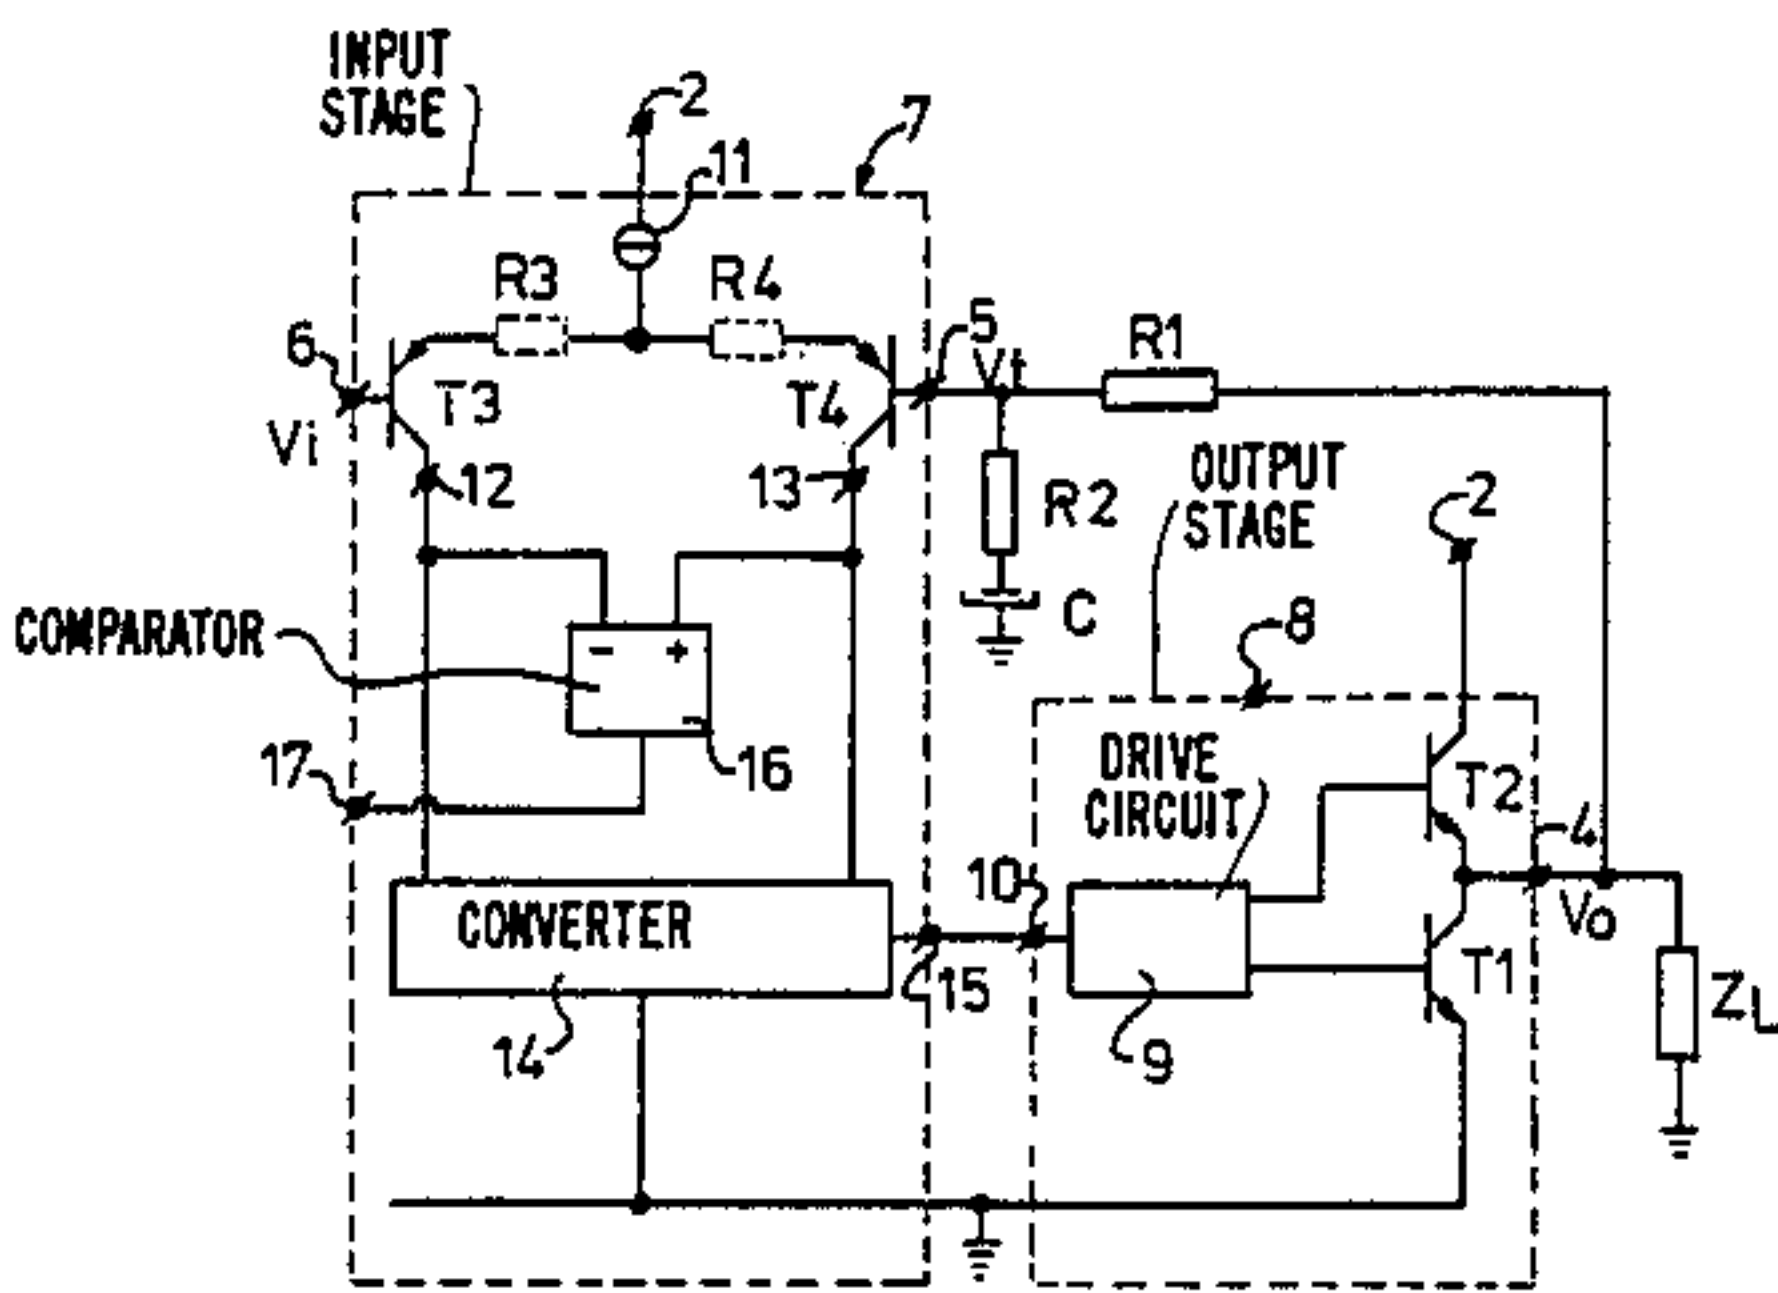 INPUT
STAGE
2
7
11
R3
R4
6
5
Vf
R1
T3
T4
Vi
12
13
R2
OUTPUT
STAGE
2
COMPARATOR
C
8
-
+
17
16
DRIVE
CIRCUIT
T2
4
10
CONVERTER
Vo
15
T1
ZL
14
9